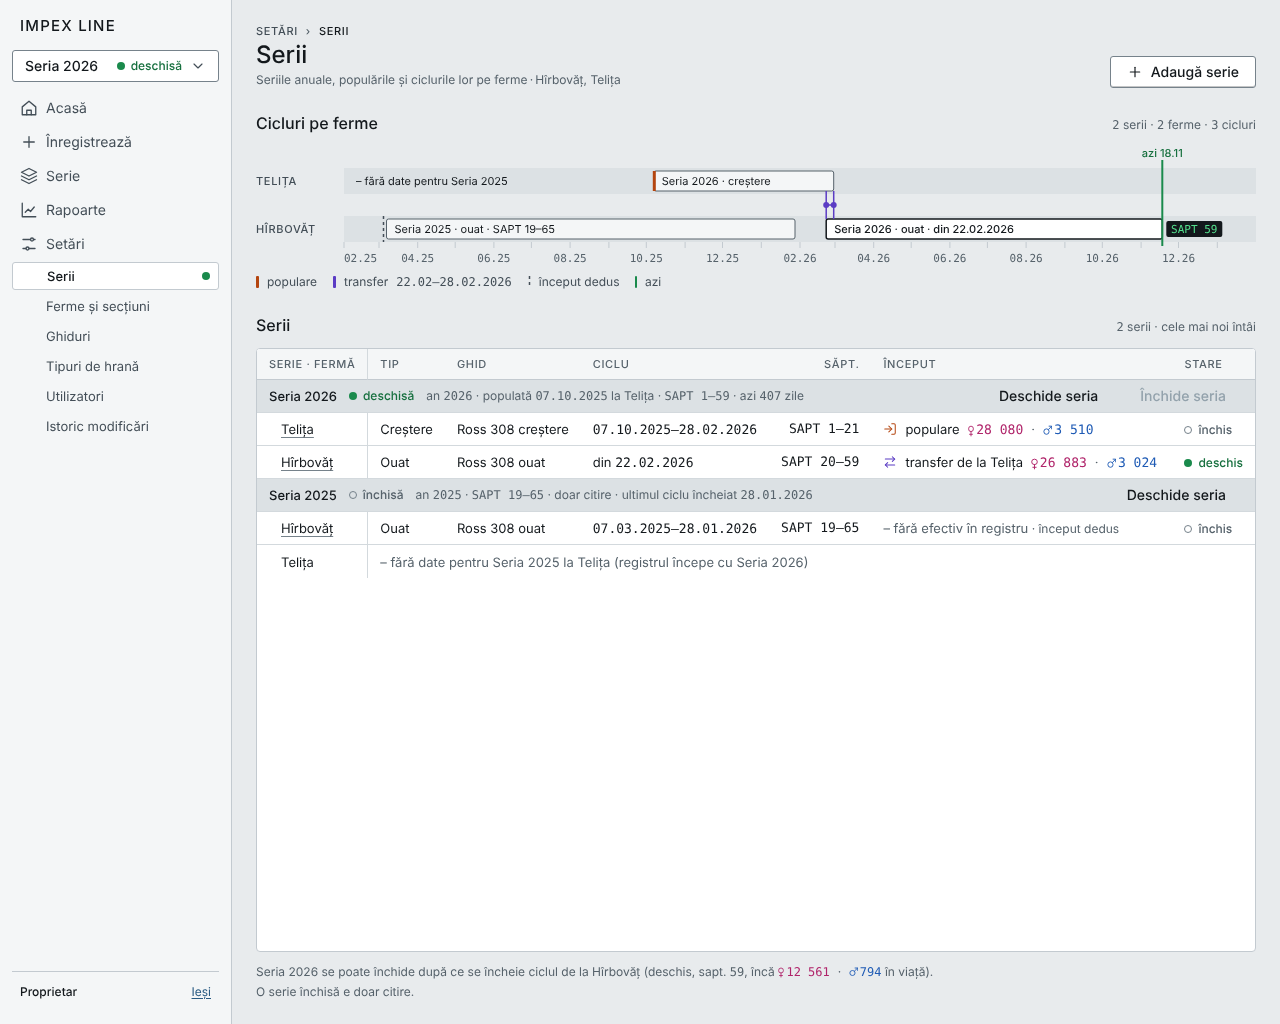 IMPEX LINE
Seria 2026 deschisă
Acasă
Înregistrează
Serie
Rapoarte
Setări
Serii
Ferme și secțiuni
Ghiduri
Tipuri de hrană
Utilizatori
Istoric modificări
Proprietar Ieși
SETĂRI › SERII
Serii
Seriile anuale, populările și ciclurile lor pe ferme · Hîrbovăț, Telița
Adaugă serie
Cicluri pe ferme
2 serii · 2 ferme · 3 cicluri
azi 18.11
TELIȚA – fără date pentru Seria 2025 Seria 2026 · creștere
HÎRBOVĂȚ Seria 2025 · ouat · SAPT 19–65 Seria 2026 · ouat · din 22.02.2026 SAPT 59
02.25 04.25 06.25 08.25 10.25 12.25 02.26 04.26 06.26 08.26 10.26 12.26
populare transfer 22.02–28.02.2026 început dedus azi
Serii
2 serii · cele mai noi întâi
SERIE · FERMĂ TIP GHID CICLU SĂPT. ÎNCEPUT STARE
Seria 2026 deschisă an 2026 · populată 07.10.2025 la Telița · SAPT 1–59 · azi 407 zile Deschide seria Închide seria
Telița Creștere Ross 308 creștere 07.10.2025–28.02.2026 SAPT 1–21 populare ♀28 080 · ♂3 510 închis
Hîrbovăț Ouat Ross 308 ouat din 22.02.2026 SAPT 20–59 transfer de la Telița ♀26 883 · ♂3 024 deschis
Seria 2025 închisă an 2025 · SAPT 19–65 · doar citire · ultimul ciclu încheiat 28.01.2026 Deschide seria
Hîrbovăț Ouat Ross 308 ouat 07.03.2025–28.01.2026 SAPT 19–65 – fără efectiv în registru · început dedus închis
Telița – fără date pentru Seria 2025 la Telița (registrul începe cu Seria 2026)
Seria 2026 se poate închide după ce se încheie ciclul de la Hîrbovăț (deschis, sapt. 59, încă ♀12 561 · ♂794 în viață).
O serie închisă e doar citire.